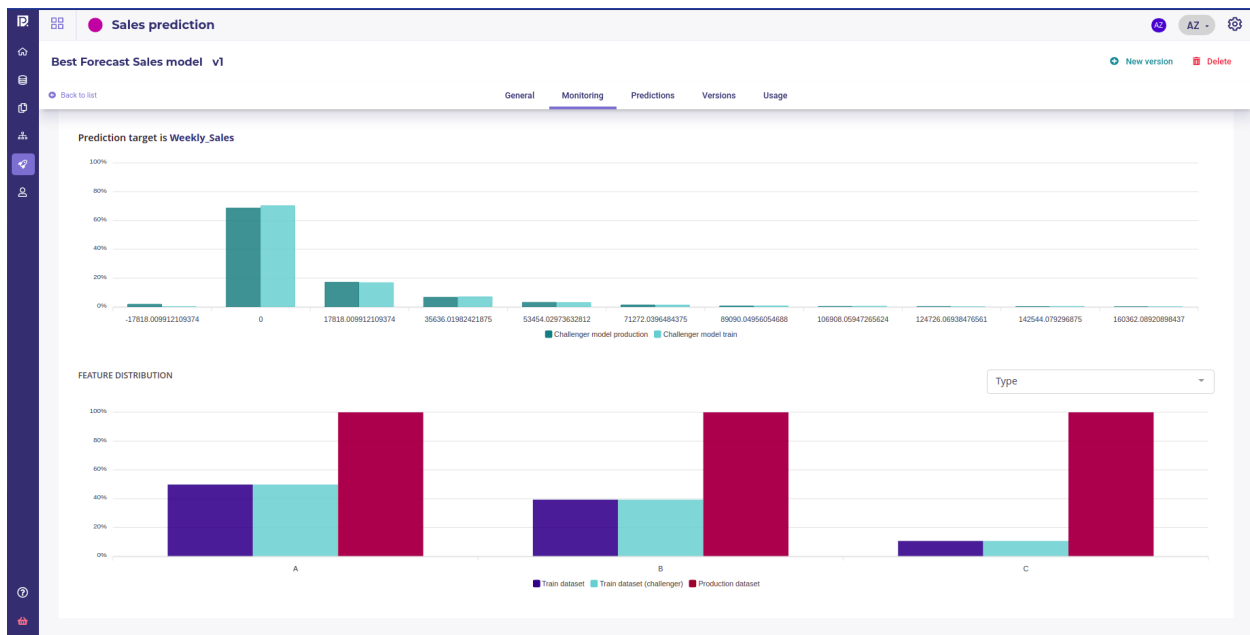 Sales prediction
AZ
AZ
Best Forecast Sales model v1
New version
Delete
Back to list
General
Monitoring
Predictions
Versions
Usage
Prediction target is Weekly_Sales
100%
80%
60%
40%
20%
0%
-17818.009912109374
0
17818.009912109374
35636.01982421875
53454.02973632812
71272.0396484375
89090.04956054688
106908.05947265624
124726.06938476561
142544.079296875
160362.08920898437
Challenger model production
Challenger model train
FEATURE DISTRIBUTION
Type
100%
80%
60%
40%
20%
0%
A
B
C
Train dataset
Train dataset (challenger)
Production dataset